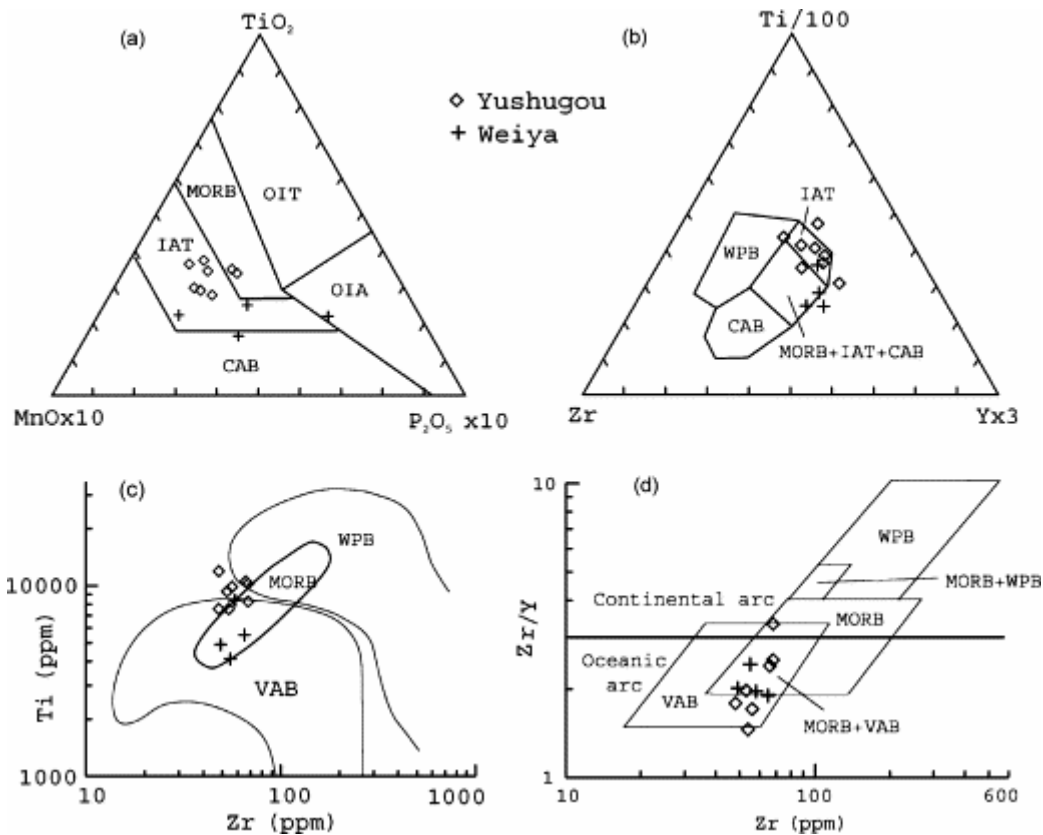 (a)
TiO₂
MORB
OIT
IAT
OIA
CAB
MnOx10
P₂O₅ x10
◇ Yushugou
+ Weiya
(b)
Ti/100
IAT
WPB
CAB
MORB+IAT+CAB
Zr
Yx3
(c)
WPB
MORB
VAB
10000
1000
Ti (ppm)
10
100
1000
Zr (ppm)
(d)
10
WPB
MORB+WPB
Continental arc
MORB
Oceanic
arc
VAB
MORB+VAB
1
Zr/Y
10
100
600
Zr (ppm)